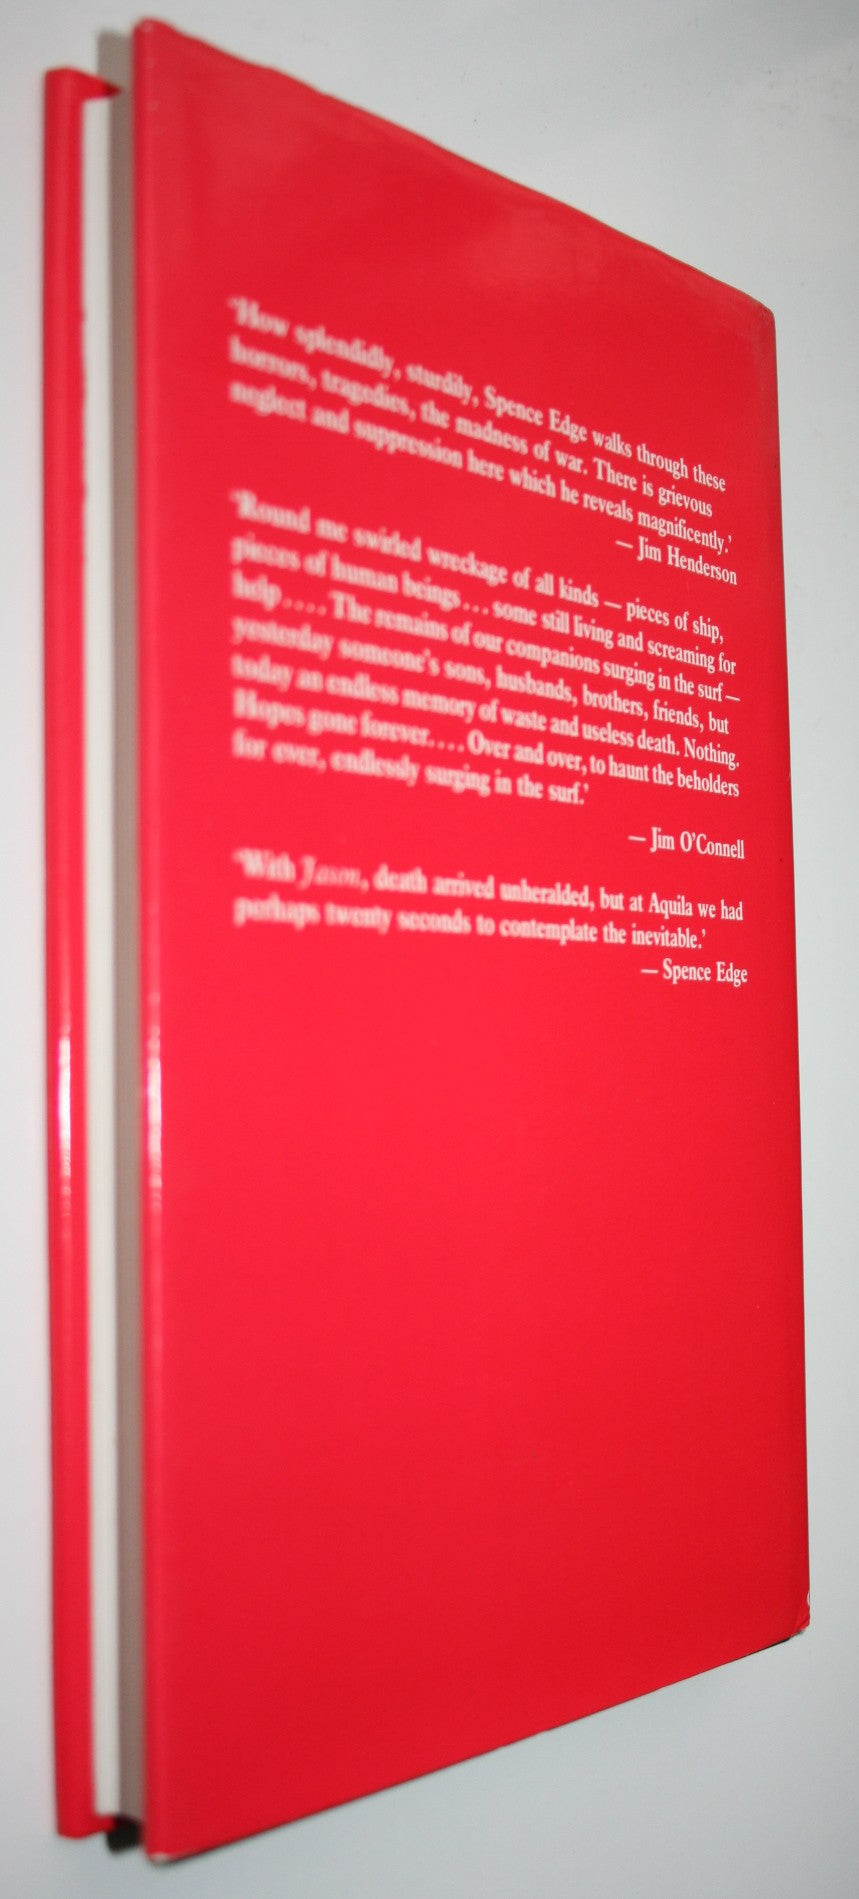 'How splendidly, sturdily, Spence Edge walks through these
horrors, tragedies, the madness of war. There is grievous
neglect and suppression here which he reveals magnificently.'
— Jim Henderson
'Round me swirled wreckage of all kinds — pieces of ship,
pieces of human beings... some still living and screaming for
help.... The remains of our companions surging in the surf —
yesterday someone's sons, husbands, brothers, friends, but
today an endless memory of waste and useless death. Nothing.
Hopes gone forever.... Over and over, to haunt the beholders
for ever, endlessly surging in the surf.'
— Jim O'Connell
'With Jason, death arrived unheralded, but at Aquila we had
perhaps twenty seconds to contemplate the inevitable.'
— Spence Edge